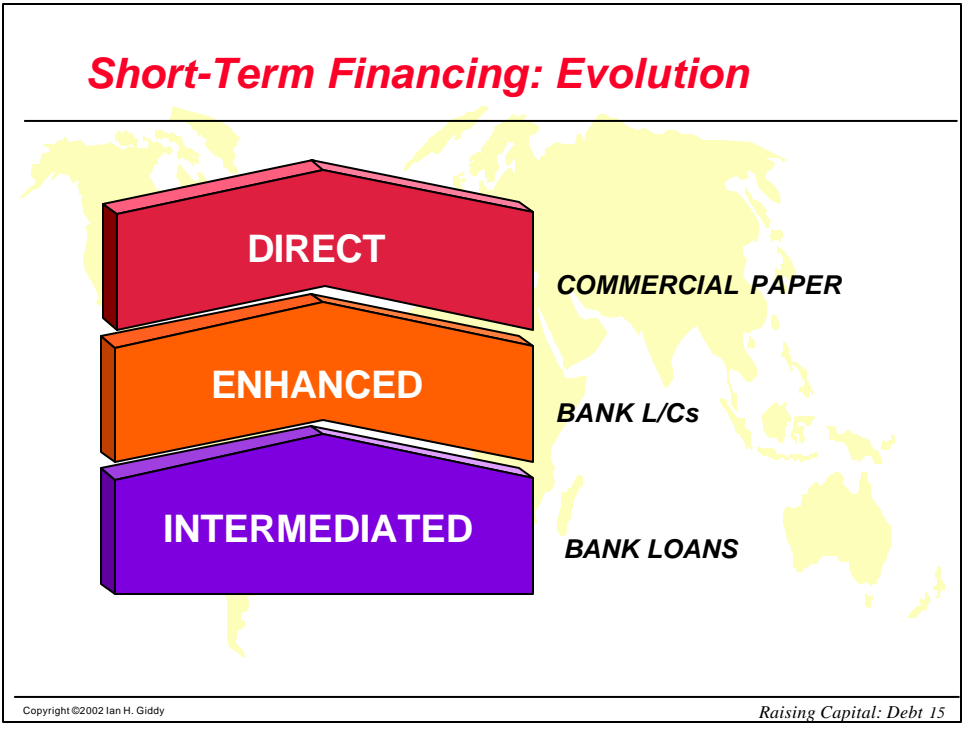 Short-Term Financing: Evolution
DIRECT
COMMERCIAL PAPER
ENHANCED
BANK L/Cs
INTERMEDIATED
BANK LOANS
Copyright ©2002 Ian H. Giddy
Raising Capital: Debt 15